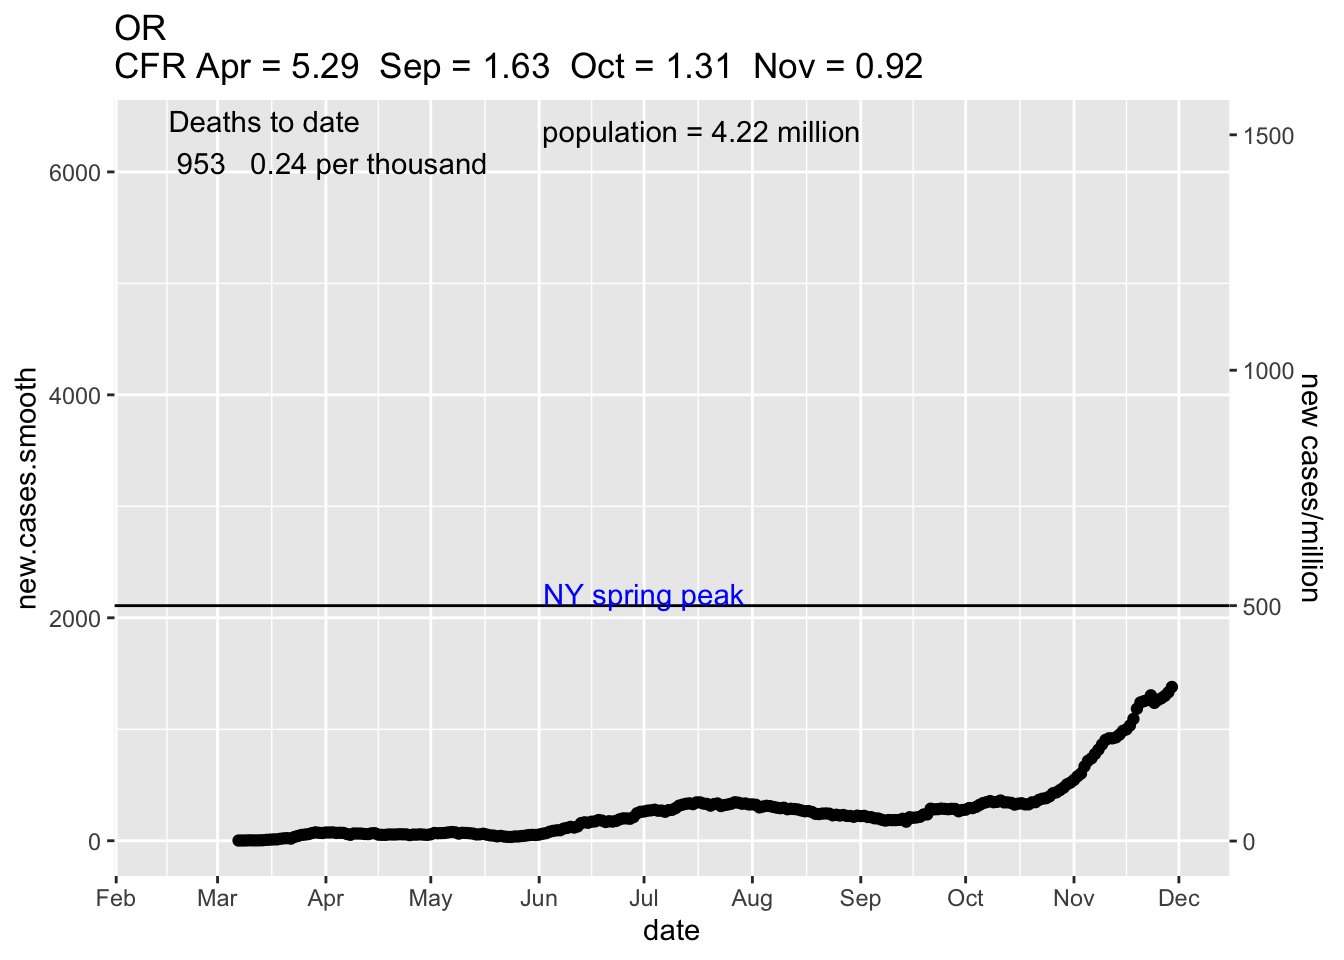 OR
CFR Apr = 5.29  Sep = 1.63  Oct = 1.31  Nov = 0.92
Deaths to date
953   0.24 per thousand
population = 4.22 million
NY spring peak
new.cases.smooth
6000
4000
2000
0
1500
1000
500
0
new cases/million
Feb Mar Apr May Jun Jul Aug Sep Oct Nov Dec
date